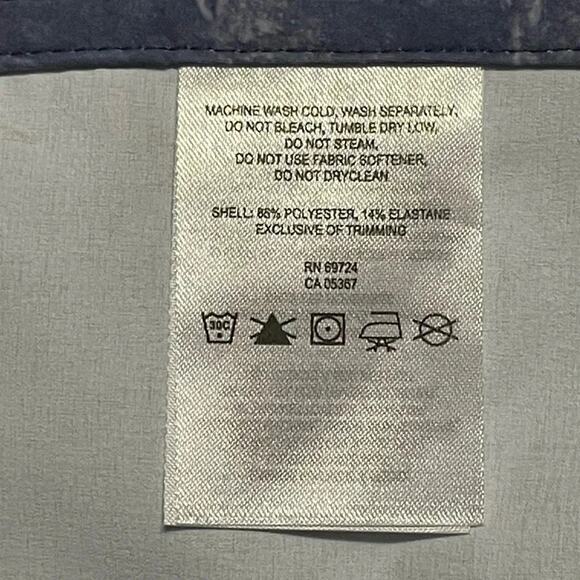 MACHINE WASH COLD, WASH SEPARATELY,
DO NOT BLEACH, TUMBLE DRY LOW,
DO NOT STEAM,
DO NOT USE FABRIC SOFTENER,
DO NOT DRYCLEAN
SHELL: 86% POLYESTER, 14% ELASTANE
EXCLUSIVE OF TRIMMING
RN 69724
CA 05367
30C